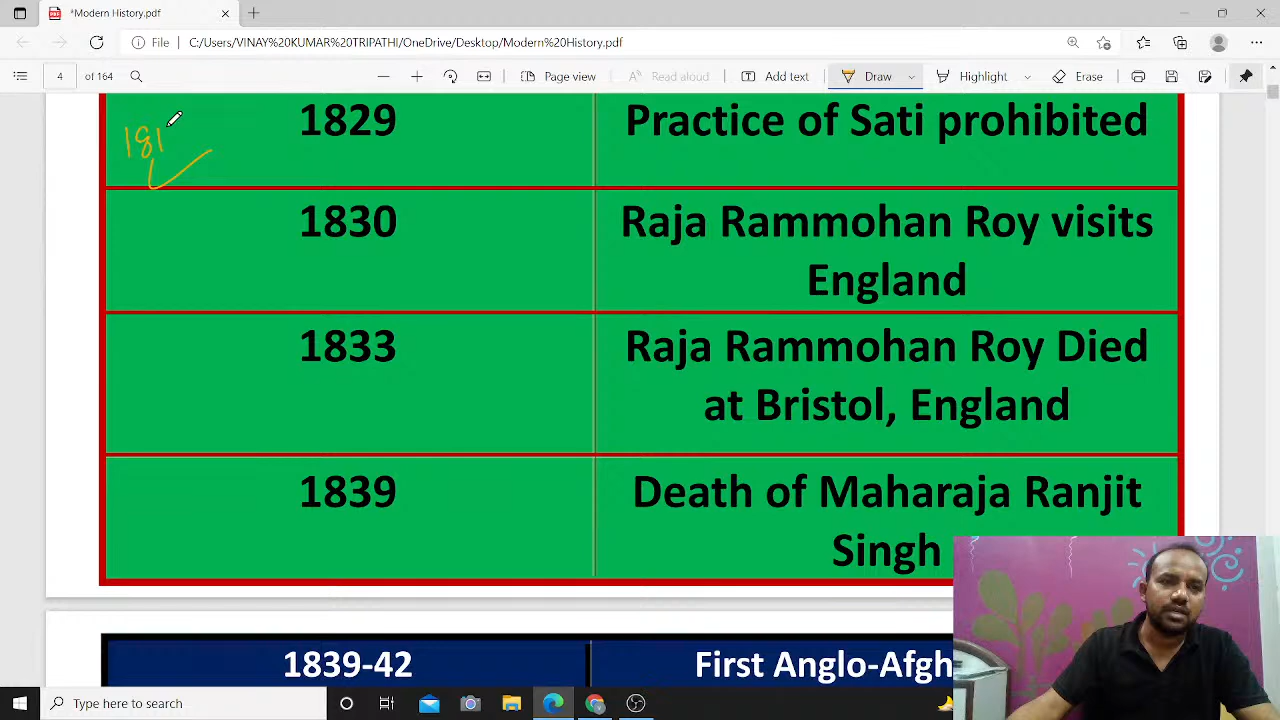 *Modern History.pdf
File C:/Users/VINAY%20KUMAR%20TRIPATHI/OneDrive/Desktop/Modern%20History.pdf
4 of 164 Page view Read aloud Add text Draw Highlight Erase
181
1829 Practice of Sati prohibited
1830 Raja Rammohan Roy visits
England
1833 Raja Rammohan Roy Died
at Bristol, England
1839 Death of Maharaja Ranjit
Singh
1839-42 First Anglo-Afgh
Type here to search